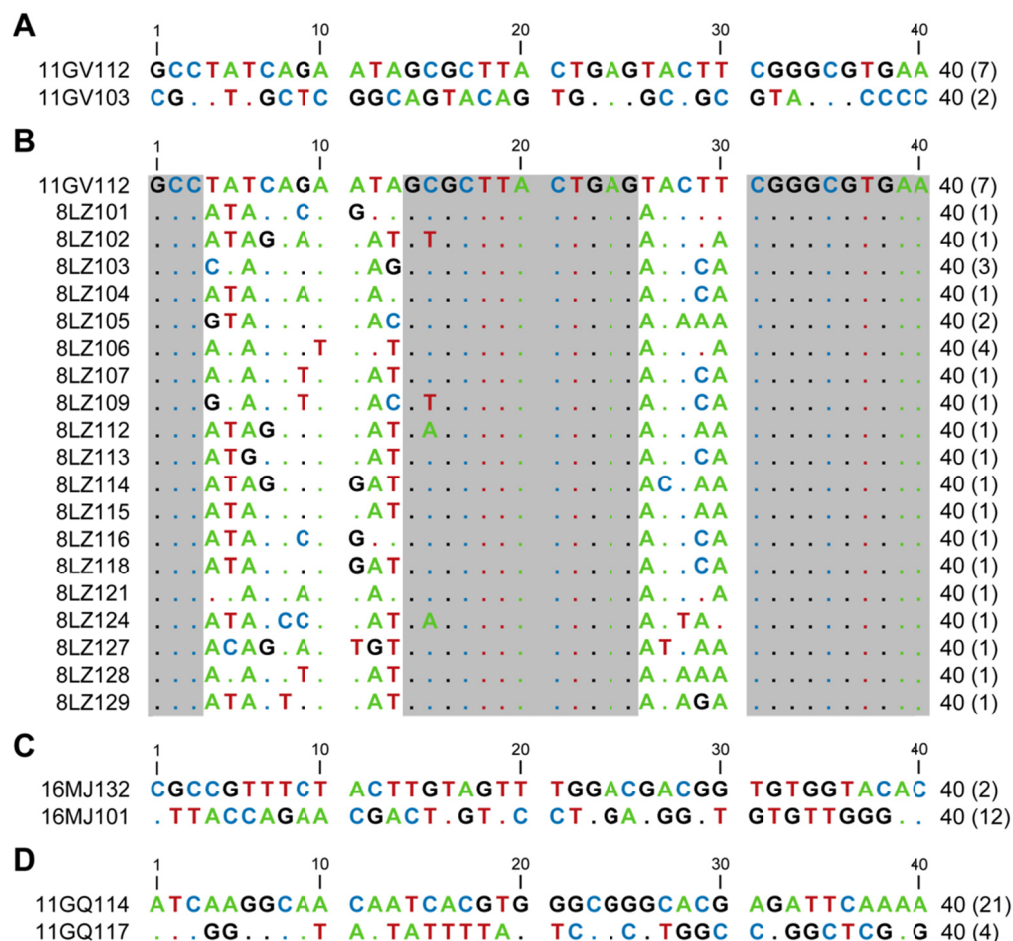 A
1 10 20 30 40
11GV112 GCCTATCAGA ATAGCGCTTA CTGAGTACTT CGGGCGTGAA 40 (7)
11GV103 CG..T.GCTC GGCAGTACAG TG...GC.GC GTA...CCCC 40 (2)
B
1 10 20 30 40
11GV112 GCCTATCAGA ATAGCGCTTA CTGAGTACTT CGGGCGTGAA 40 (7)
8LZ101 ...ATA..C. G......... .....A.... .......... 40 (1)
8LZ102 ...ATAG.A. .AT.T..... .....A...A .......... 40 (1)
8LZ103 ...C.A.... .AG....... .....A..CA .......... 40 (3)
8LZ104 ...ATA..A. .A........ .....A..CA .......... 40 (1)
8LZ105 ...GTA.... .AC....... .....A.AAA .......... 40 (2)
8LZ106 ...A.A...T ..T....... .....A...A .......... 40 (4)
8LZ107 ...A.A..T. .AT....... .....A..CA .......... 40 (1)
8LZ109 ...G.A..T. .AC.T..... .....A..CA .......... 40 (1)
8LZ112 ...ATAG... .AT.A..... .....A..AA .......... 40 (1)
8LZ113 ...ATG.... .AT....... .....A..CA .......... 40 (1)
8LZ114 ...ATAG... GAT....... .....AC.AA .......... 40 (1)
8LZ115 ...ATA.... .AT....... .....A..AA .......... 40 (1)
8LZ116 ...ATA..C. G......... .....A..CA .......... 40 (1)
8LZ118 ...ATA.... GAT....... .....A..CA .......... 40 (1)
8LZ121 .....A..A. .A........ .....A...A .......... 40 (1)
8LZ124 ...ATA.CC. .AT.A..... .....A.TA. .......... 40 (1)
8LZ127 ...ACAG.A. TGT....... .....AT.AA .......... 40 (1)
8LZ128 ...A.A..T. .AT....... .....A.AAA .......... 40 (1)
8LZ129 ...ATA.T.. .AT....... .....A.AGA .......... 40 (1)
C
1 10 20 30 40
16MJ132 CGCCGTTTCT ACTTGTAGTT TGGACGACGG TGTGGTACAC 40 (2)
16MJ101 .TTACCAGAA CGACT.GT.C CT.GA.GG.T GTGTTGGG.. 40 (12)
D
1 10 20 30 40
11GQ114 ATCAAGGCAA CAATCACGTG GGCGGGCACG AGATTCAAAA 40 (21)
11GQ117 ...GG....T A.TATTTTA. TC..C.TGGC C.GGCTCG.G 40 (4)